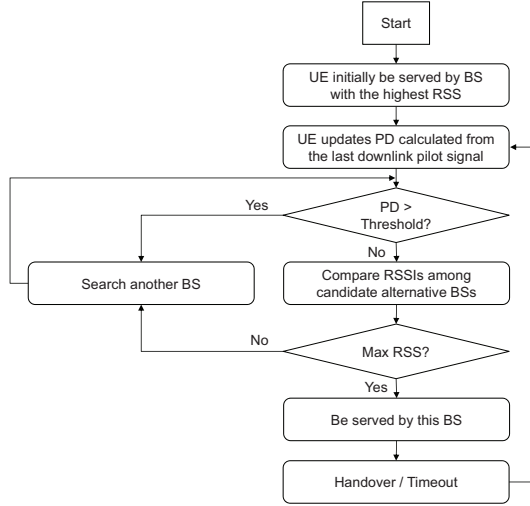 Start
UE initially be served by BS
with the highest RSS
UE updates PD calculated from
the last downlink pilot signal
Yes
PD >
Threshold?
No
Search another BS
Compare RSSIs among
candidate alternative BSs
No
Max RSS?
Yes
Be served by this BS
Handover / Timeout